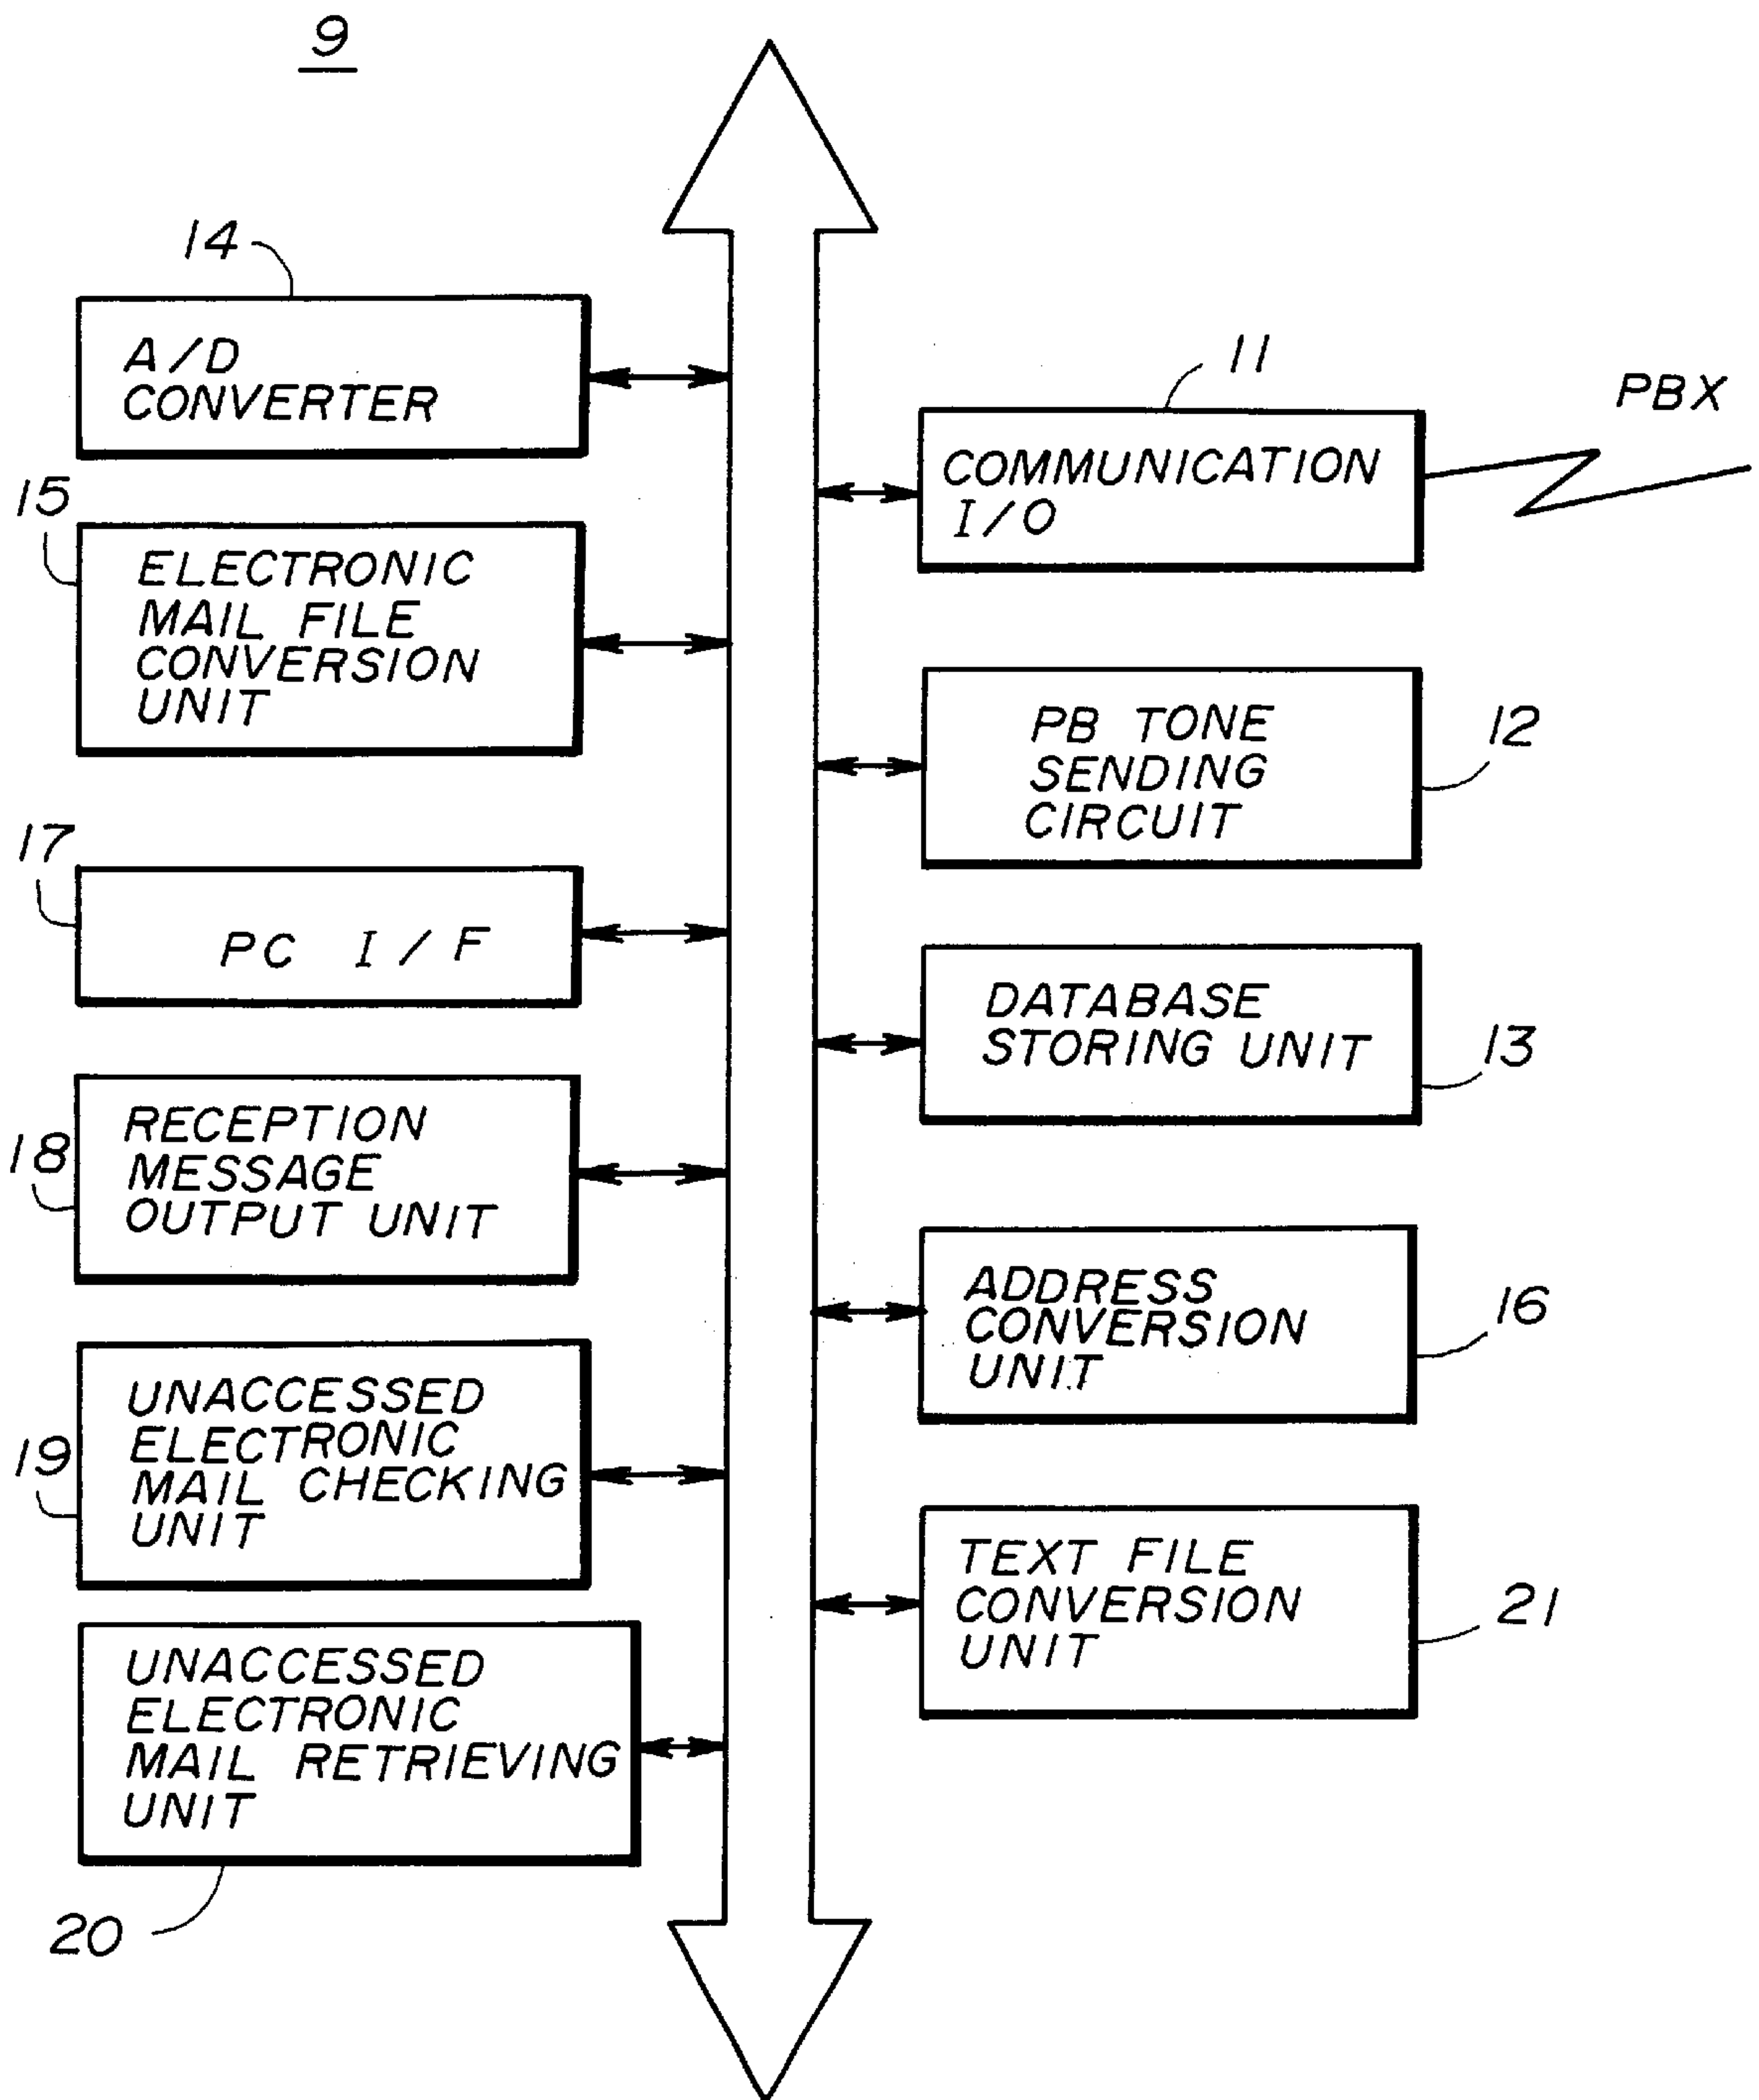 9
14
A/D
CONVERTER
15
ELECTRONIC
MAIL FILE
CONVERSION
UNIT
17
PC I/F
18
RECEPTION
MESSAGE
OUTPUT UNIT
19
UNACCESSED
ELECTRONIC
MAIL CHECKING
UNIT
UNACCESSED
ELECTRONIC
MAIL RETRIEVING
UNIT
20
11
PBX
COMMUNICATION
I/O
PB TONE
SENDING
CIRCUIT
12
DATABASE
STORING UNIT
13
ADDRESS
CONVERSION
UNIT
16
TEXT FILE
CONVERSION
UNIT
21